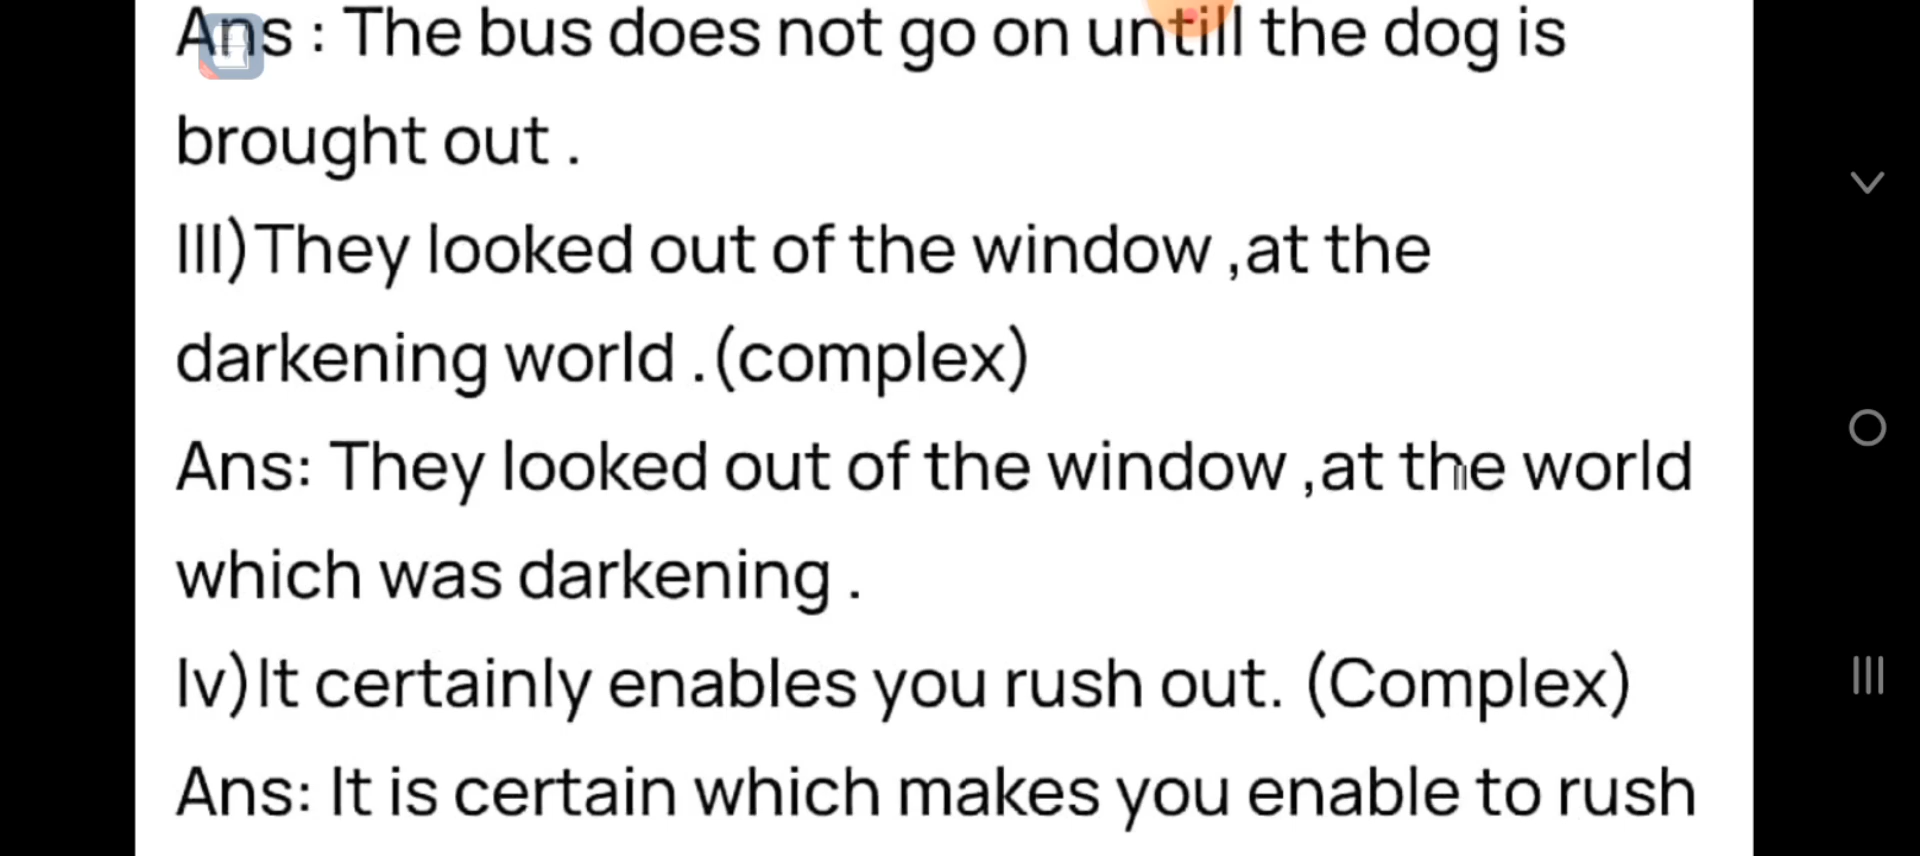 Ans : The bus does not go on untill the dog is
brought out .
III)They looked out of the window ,at the
darkening world .(complex)
Ans: They looked out of the window ,at the world
which was darkening .
Iv)It certainly enables you rush out. (Complex)
Ans: It is certain which makes you enable to rush